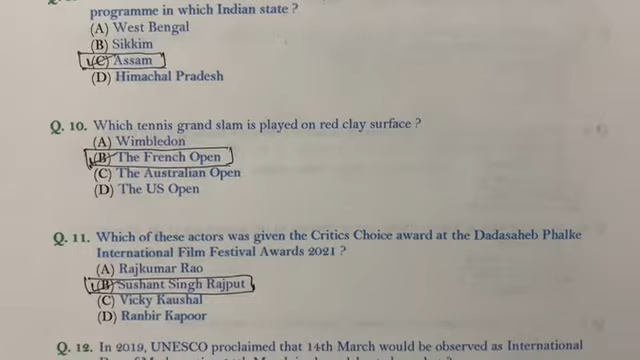 programme in which Indian state ?
(A) West Bengal
(B) Sikkim
(C) Assam
(D) Himachal Pradesh
Q. 10. Which tennis grand slam is played on red clay surface ?
(A) Wimbledon
(B) The French Open
(C) The Australian Open
(D) The US Open
Q. 11. Which of these actors was given the Critics Choice award at the Dadasaheb Phalke
International Film Festival Awards 2021 ?
(A) Rajkumar Rao
(B) Sushant Singh Rajput
(C) Vicky Kaushal
(D) Ranbir Kapoor
Q. 12. In 2019, UNESCO proclaimed that 14th March would be observed as International